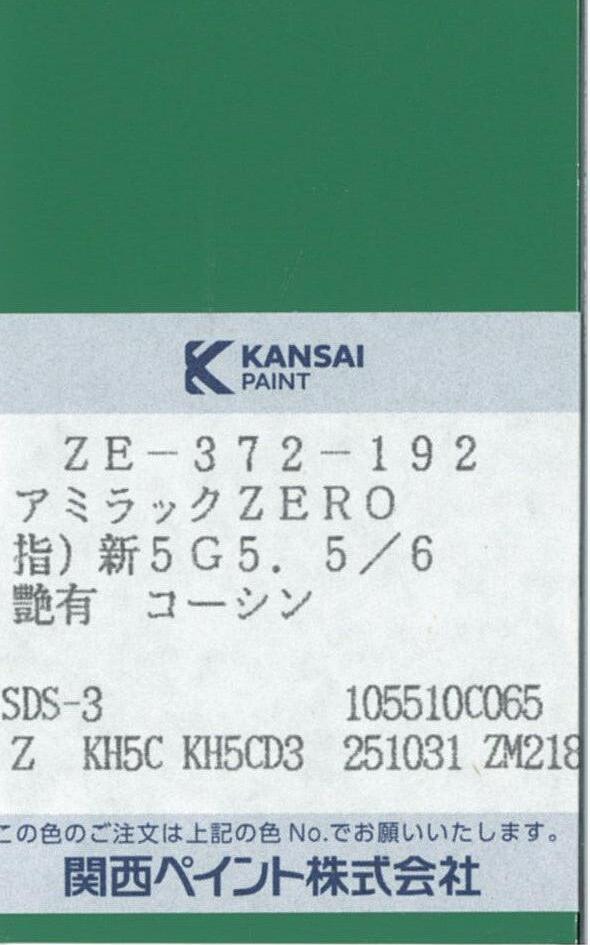 KANSAI
PAINT
ZE-372-192
アミラックZERO
指）新5G5．5／6
艶有　コーシン
SDS-3 105510C065
Z KH5C KH5CD3 251031 ZM218
この色のご注文は上記の色 No.でお願いいたします。
関西ペイント株式会社